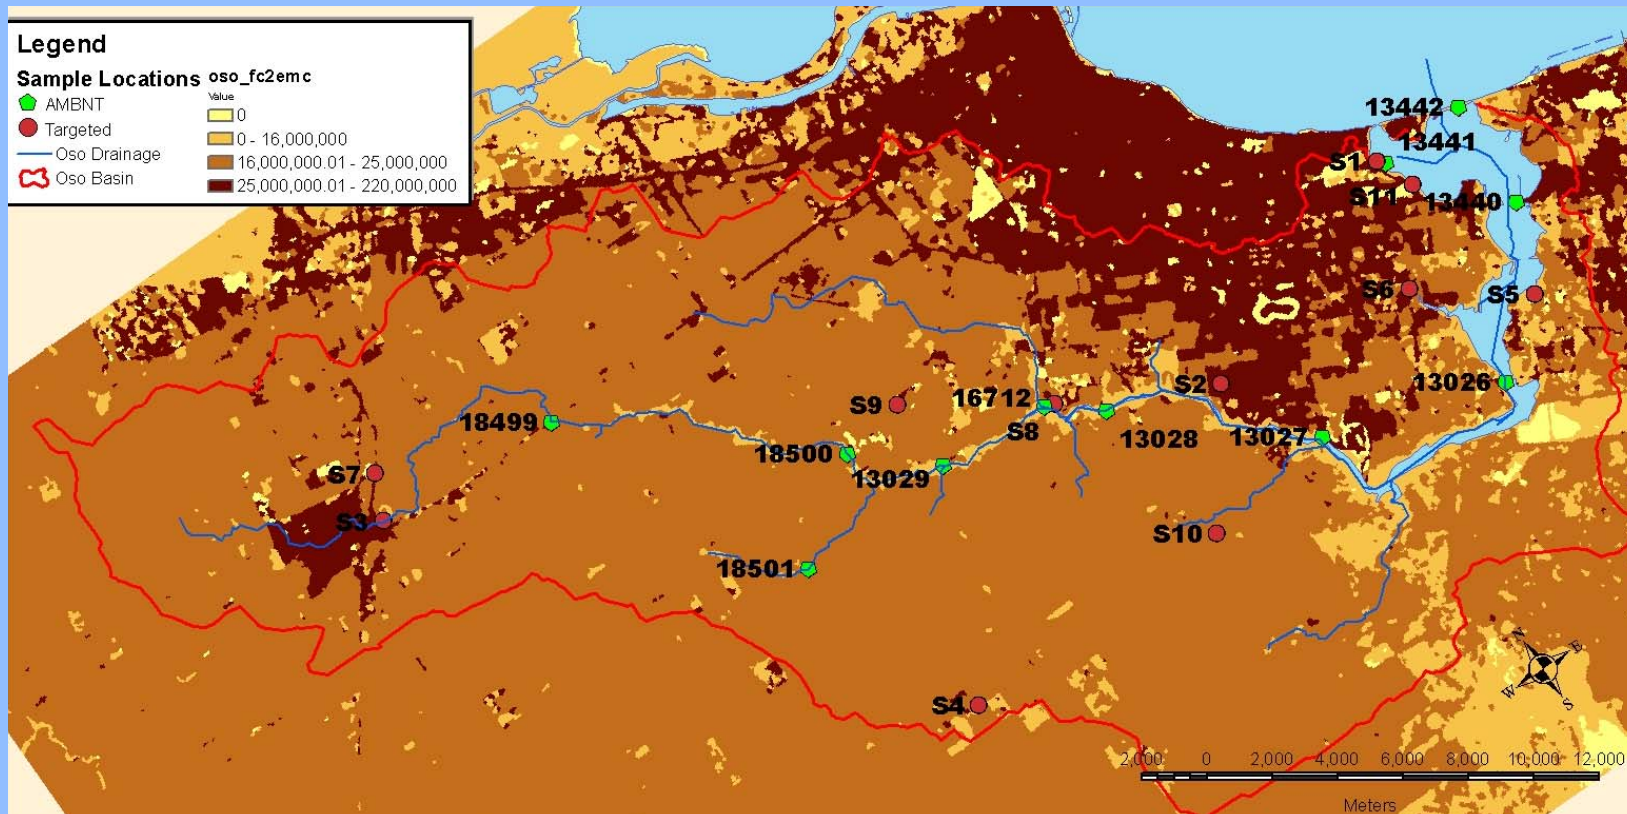 Legend
Sample Locations oso_fc2emc
Value
AMBNT
0
Targeted
0 - 16,000,000
Oso Drainage
16,000,000.01 - 25,000,000
Oso Basin
25,000,000.01 - 220,000,000
13442
13441
S1
S11
13440
S6
S5
13026
S2
S9
16712
18499
S8
13028
13027
18500
13029
S7
S3
S10
18501
N
E
W
S
S4
2,000 0 2,000 4,000 6,000 8,000 10,000 12,000
Meters